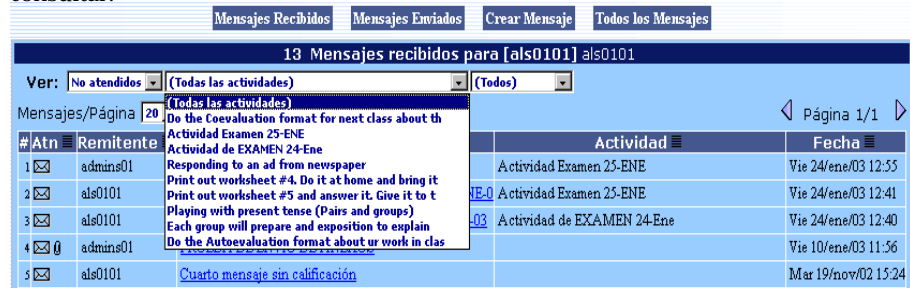 Mensajes Recibidos Mensajes Enviados Crear Mensaje Todos los Mensajes
13 Mensajes recibidos para [als0101] als0101
Ver: No atendidos (Todas las actividades) (Todos)
Mensajes/Página 20 Página 1/1
(Todas las actividades)
Do the Coevaluation format for next class about th
Actividad Examen 25-ENE
Actividad de EXAMEN 24-Ene
Responding to an ad from newspaper
Print out worksheet #4. Do it at home and bring it
Print out worksheet #5 and answer it. Give it to t
Playing with present tense (Pairs and groups)
Each group will prepare and exposition to explain
Do the Autoevaluation format about ur work in clas
# Atn Remitente Actividad Fecha
1 admins01 Actividad Examen 25-ENE Vie 24/ene/03 12:55
2 als0101 NE-0 Actividad Examen 25-ENE Vie 24/ene/03 12:41
3 als0101 -03 Actividad de EXAMEN 24-Ene Vie 24/ene/03 12:40
4 admins01 Vie 10/ene/03 11:56
5 als0101 Cuarto mensaje sin calificación Mar 19/nov/02 15:24